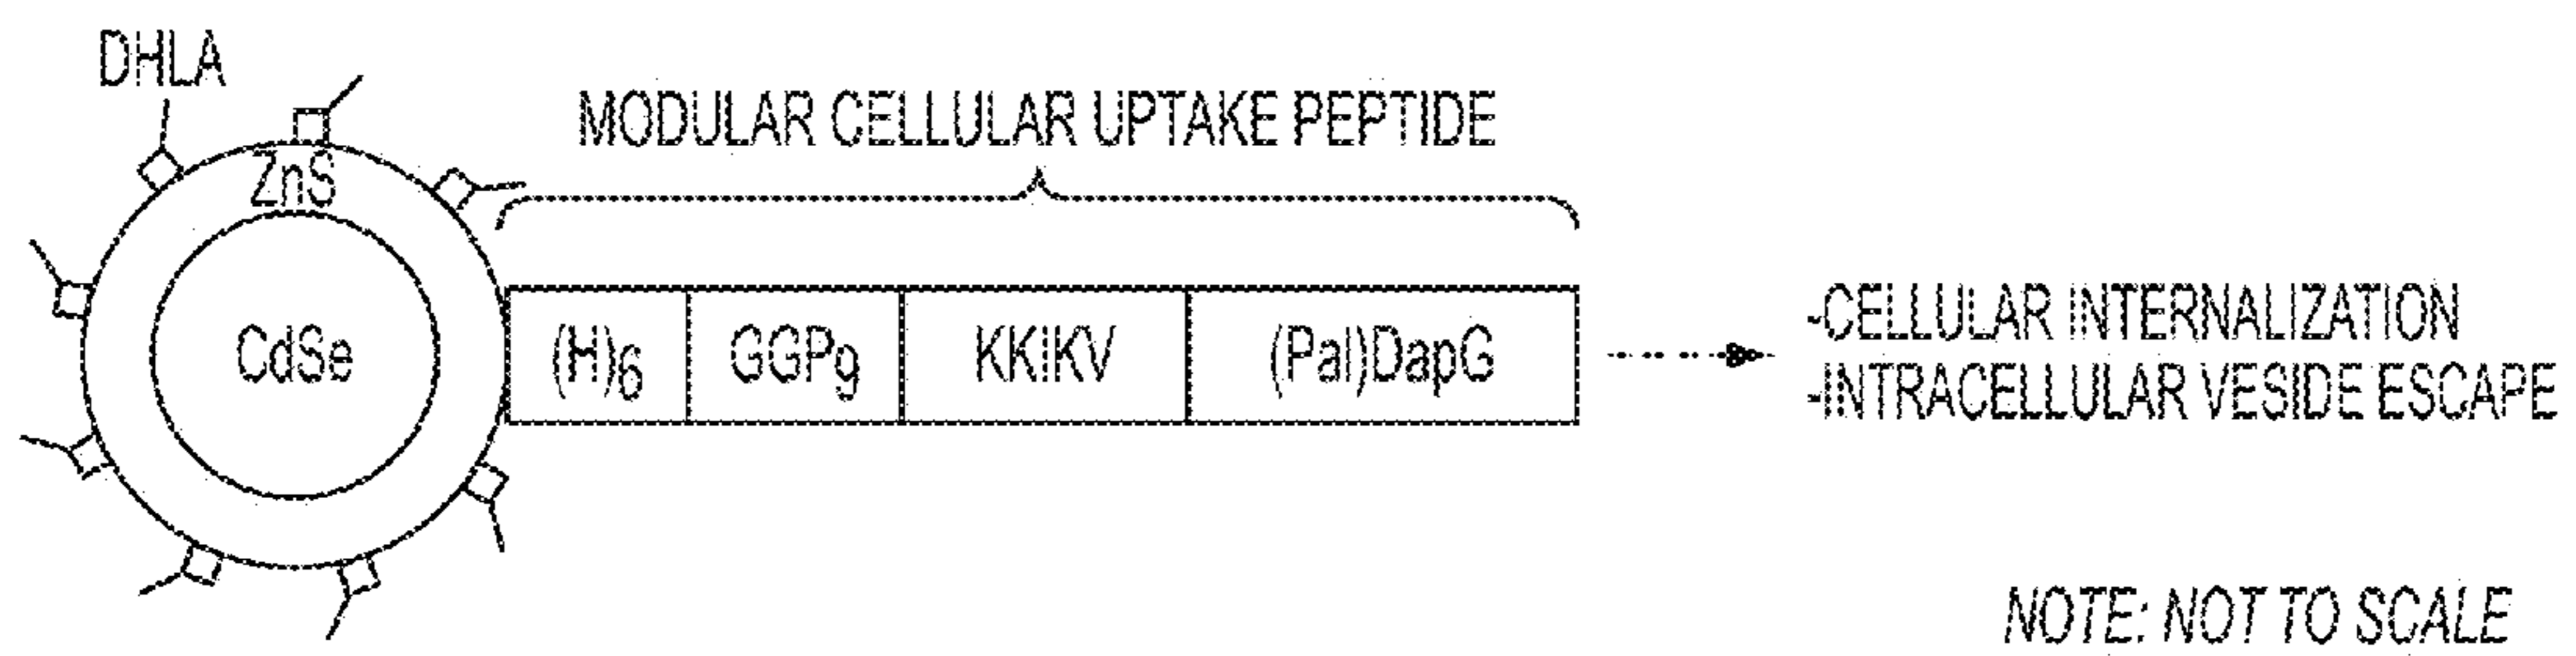 DHLA
MODULAR CELLULAR UPTAKE PEPTIDE
ZnS
CdSe
(H)6
GGP9
KKIKV
(Pal)DapG
-CELLULAR INTERNALIZATION
-INTRACELLULAR VESIDE ESCAPE
NOTE: NOT TO SCALE